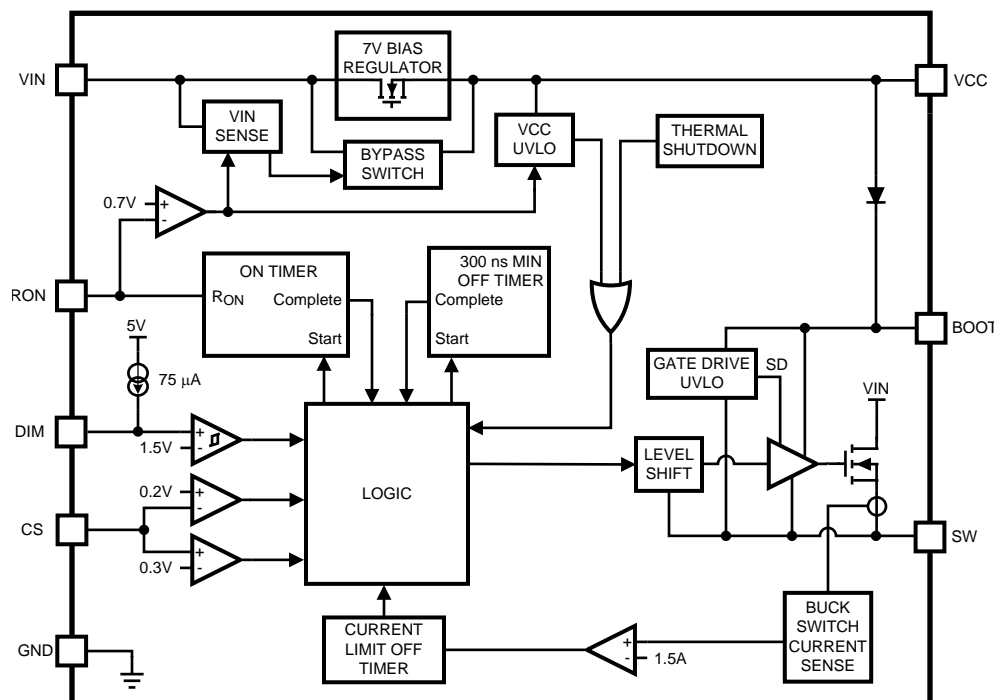 7V BIAS
REGULATOR
VIN
VCC
VIN
SENSE
VCC
UVLO
THERMAL
SHUTDOWN
BYPASS
SWITCH
0.7V
+
-
ON TIMER
300 ns MIN
OFF TIMER
RON
RON
Complete
Complete
Start
Start
5V
BOOT
75 μA
GATE DRIVE
UVLO
SD
VIN
DIM
+
1.5V
-
LEVEL
SHIFT
0.2V
+
-
LOGIC
CS
SW
+
0.3V
-
BUCK
SWITCH
CURRENT
SENSE
CURRENT
LIMIT OFF
TIMER
+
-
1.5A
GND